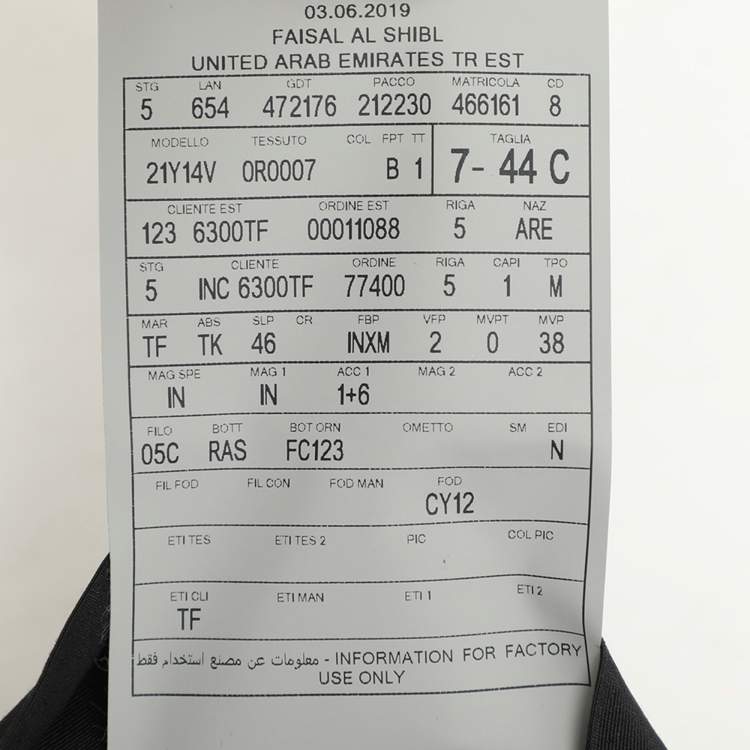 03.06.2019
FAISAL AL SHIBL
UNITED ARAB EMIRATES TR EST
STG LAN GDT PACCO MATRICOLA CD
5 654 472176 212230 466161 8
MODELLO TESSUTO COL FPT TT TAGLIA
21Y14V 0R0007 B 1 7- 44 C
CLIENTE EST ORDINE EST RIGA NAZ
123 6300TF 00011088 5 ARE
STG CLIENTE ORDINE RIGA CAPI TPO
5 INC 6300TF 77400 5 1 M
MAR ABS SLP CR FBP VFP MVPT MVP
TF TK 46 INXM 2 0 38
MAG SPE MAG 1 ACC 1 MAG 2 ACC 2
IN IN 1+6
FILO BOTT BOT ORN OMETTO SM EDI
05C RAS FC123 N
FIL FOD FIL CON FOD MAN FOD
CY12
ETI TES ETI TES 2 PIC COL PIC
ETI CLI ETI MAN ETI 1 ETI 2
TF
معلومات عن مصنع استخدام فقط - INFORMATION FOR FACTORY
USE ONLY